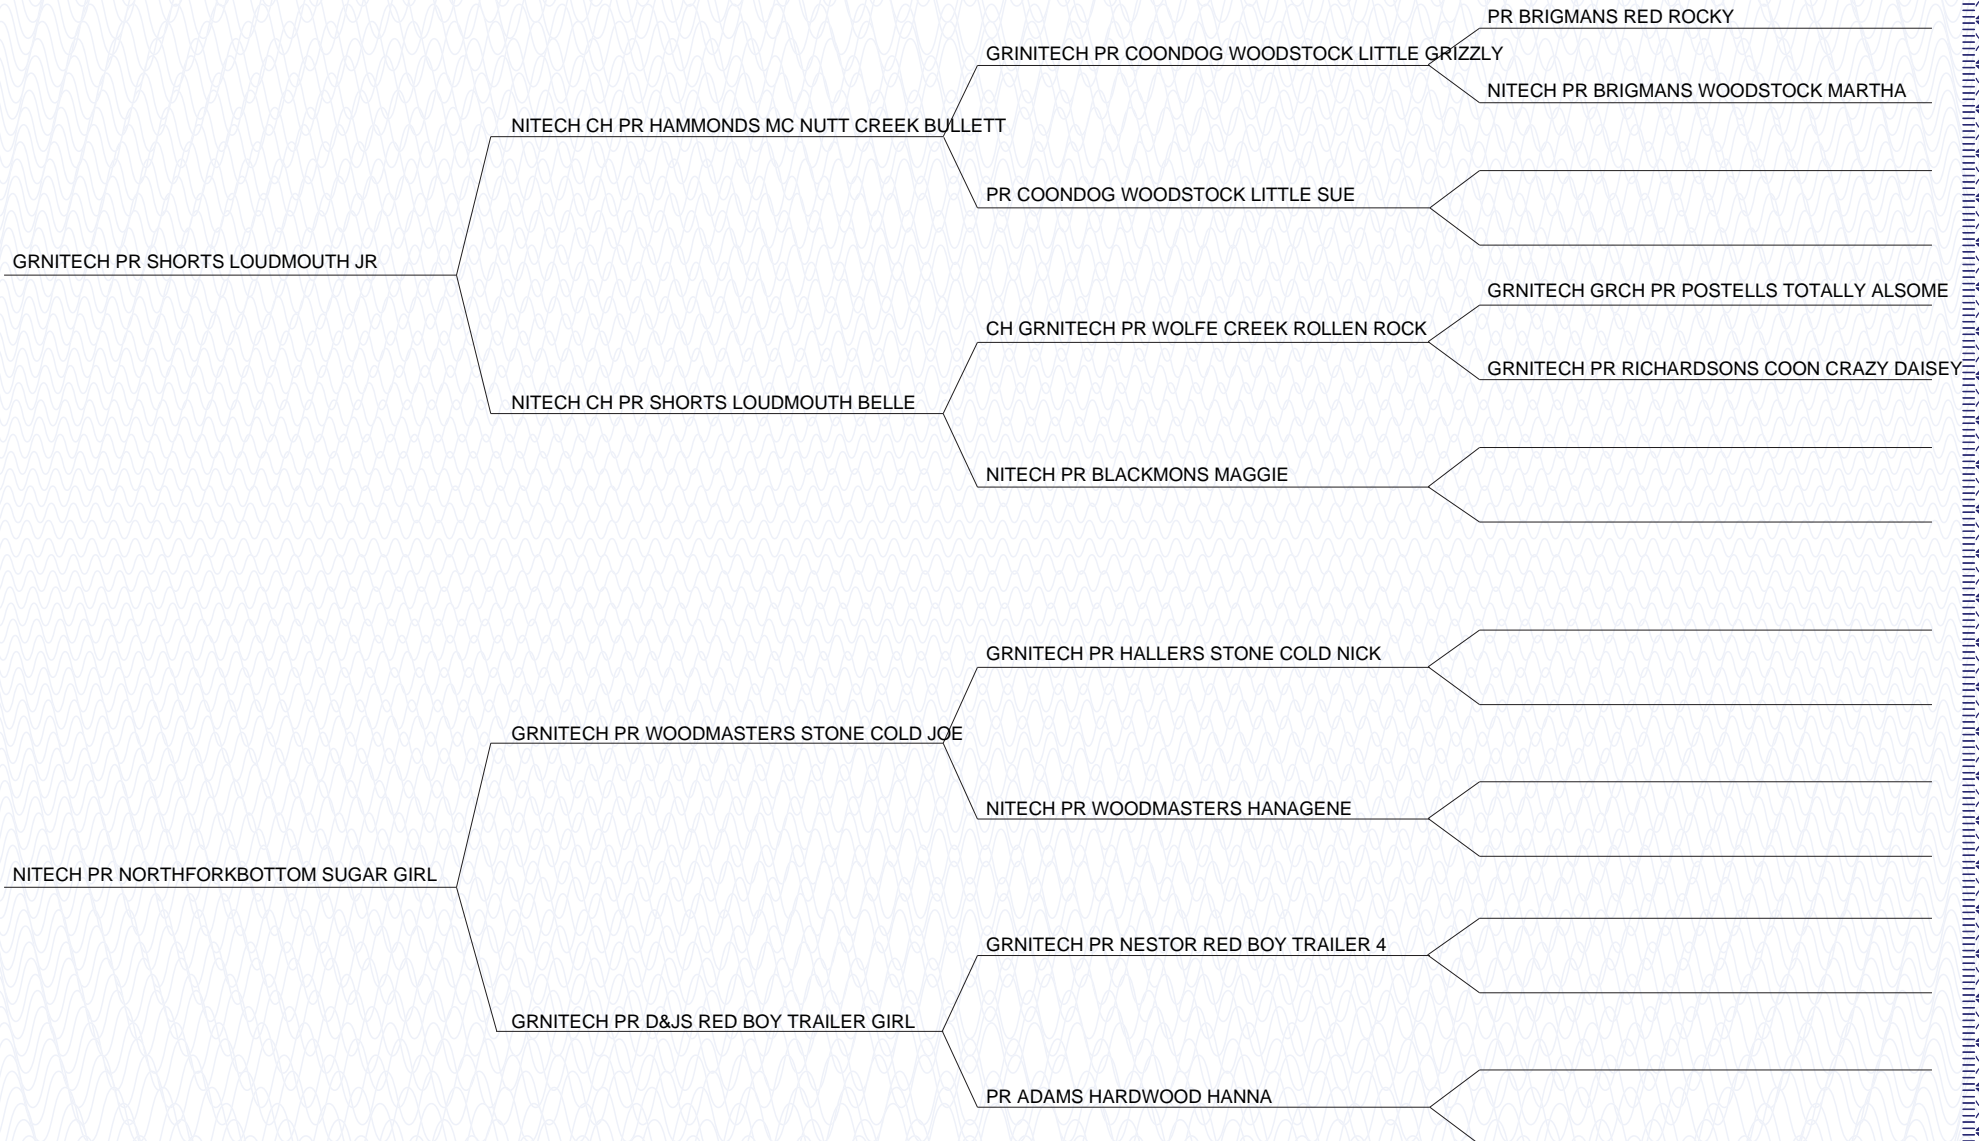 PR BRIGMANS RED ROCKY
GRINITECH PR COONDOG WOODSTOCK LITTLE GRIZZLY
NITECH PR BRIGMANS WOODSTOCK MARTHA
NITECH CH PR HAMMONDS MC NUTT CREEK BULLETT
PR COONDOG WOODSTOCK LITTLE SUE
GRNITECH PR SHORTS LOUDMOUTH JR
GRNITECH GRCH PR POSTELLS TOTALLY ALSOME
CH GRNITECH PR WOLFE CREEK ROLLEN ROCK
GRNITECH PR RICHARDSONS COON CRAZY DAISEY
NITECH CH PR SHORTS LOUDMOUTH BELLE
NITECH PR BLACKMONS MAGGIE
GRNITECH PR HALLERS STONE COLD NICK
GRNITECH PR WOODMASTERS STONE COLD JOE
NITECH PR WOODMASTERS HANAGENE
NITECH PR NORTHFORKBOTTOM SUGAR GIRL
GRNITECH PR NESTOR RED BOY TRAILER 4
GRNITECH PR D&JS RED BOY TRAILER GIRL
PR ADAMS HARDWOOD HANNA